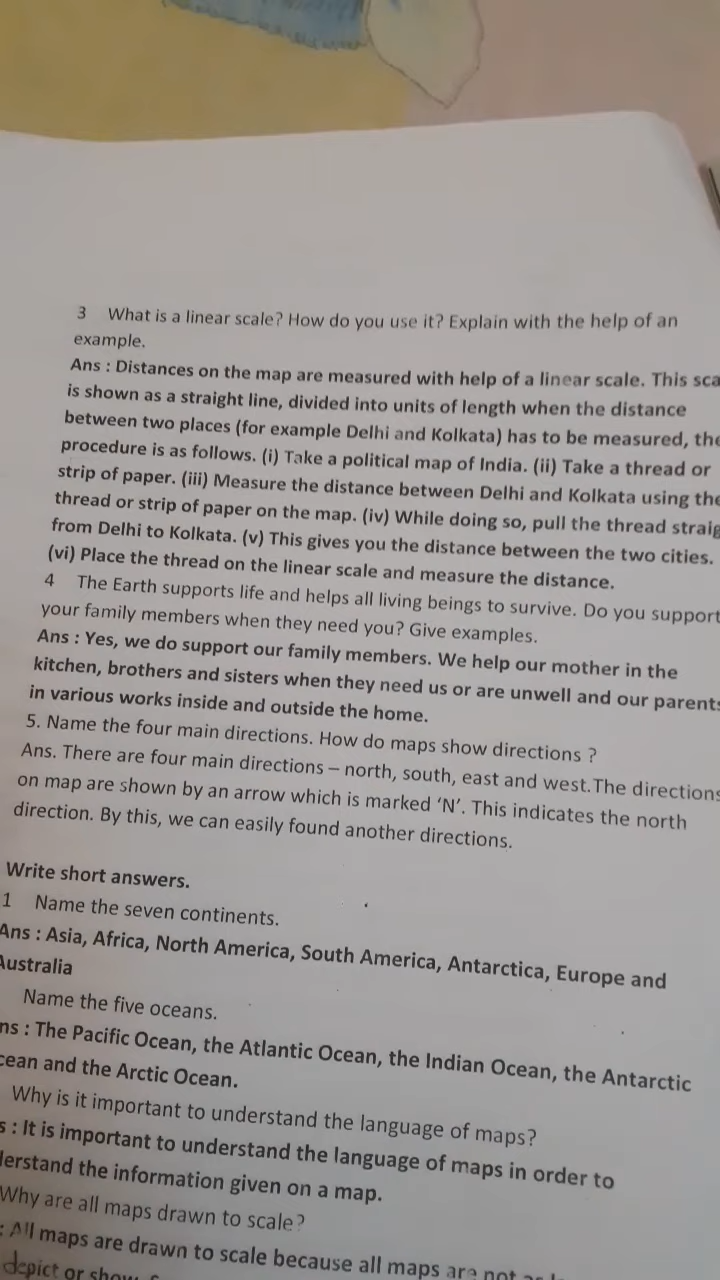 3 What is a linear scale? How do you use it? Explain with the help of an
example.
Ans : Distances on the map are measured with help of a linear scale. This sca
is shown as a straight line, divided into units of length when the distance
between two places (for example Delhi and Kolkata) has to be measured, the
procedure is as follows. (i) Take a political map of India. (ii) Take a thread or
strip of paper. (iii) Measure the distance between Delhi and Kolkata using the
thread or strip of paper on the map. (iv) While doing so, pull the thread straig
from Delhi to Kolkata. (v) This gives you the distance between the two cities.
(vi) Place the thread on the linear scale and measure the distance.
4 The Earth supports life and helps all living beings to survive. Do you support
your family members when they need you? Give examples.
Ans : Yes, we do support our family members. We help our mother in the
kitchen, brothers and sisters when they need us or are unwell and our parents
in various works inside and outside the home.
5. Name the four main directions. How do maps show directions ?
Ans. There are four main directions – north, south, east and west.The directions
on map are shown by an arrow which is marked ‘N’. This indicates the north
direction. By this, we can easily found another directions.
Write short answers.
1 Name the seven continents.
Ans : Asia, Africa, North America, South America, Antarctica, Europe and
Australia
Name the five oceans.
ns : The Pacific Ocean, the Atlantic Ocean, the Indian Ocean, the Antarctic
cean and the Arctic Ocean.
Why is it important to understand the language of maps?
s : It is important to understand the language of maps in order to
lerstand the information given on a map.
Why are all maps drawn to scale?
: All maps are drawn to scale because all maps are not
depict or show